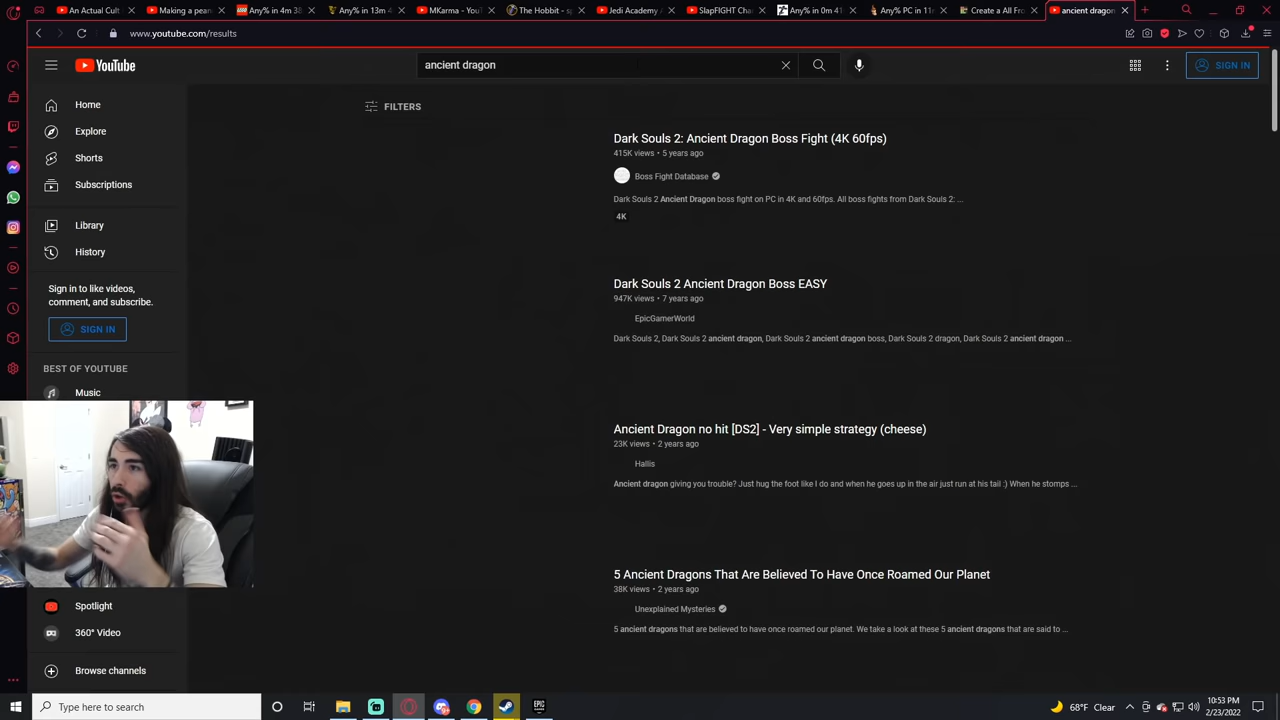 An Actual Cult
Making a pean
Any% in 4m 38
Any% in 13m 4
MKarma - YouT
The Hobbit - sp
Jedi Academy A
SlapFIGHT Chan
Any% in 0m 41
Any% PC in 11m
Create a All Fro
ancient dragon
www.youtube.com/results
YouTube
ancient dragon
SIGN IN
Home
Explore
Shorts
Subscriptions
Library
History
Sign in to like videos,
comment, and subscribe.
SIGN IN
BEST OF YOUTUBE
Music
Spotlight
360° Video
Browse channels
FILTERS
Dark Souls 2: Ancient Dragon Boss Fight (4K 60fps)
415K views • 5 years ago
Boss Fight Database
Dark Souls 2 Ancient Dragon boss fight on PC in 4K and 60fps. All boss fights from Dark Souls 2: ...
4K
Dark Souls 2 Ancient Dragon Boss EASY
947K views • 7 years ago
EpicGamerWorld
Dark Souls 2, Dark Souls 2 ancient dragon, Dark Souls 2 ancient dragon boss, Dark Souls 2 dragon, Dark Souls 2 ancient dragon ...
Ancient Dragon no hit [DS2] - Very simple strategy (cheese)
23K views • 2 years ago
Hallis
Ancient dragon giving you trouble? Just hug the foot like I do and when he goes up in the air just run at his tail :) When he stomps ...
5 Ancient Dragons That Are Believed To Have Once Roamed Our Planet
38K views • 2 years ago
Unexplained Mysteries
5 ancient dragons that are believed to have once roamed our planet. We take a look at these 5 ancient dragons that are said to ...
Type here to search
EPIC
68°F Clear
10:53 PM
2/23/2022